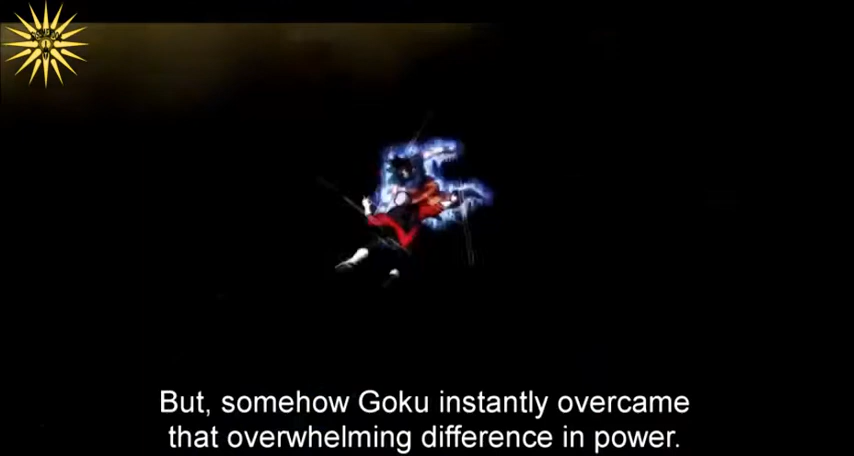 But, somehow Goku instantly overcame
that overwhelming difference in power.